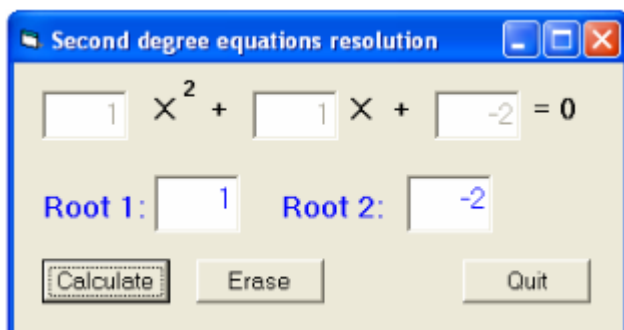 Second degree equations resolution
1 X² + 1 X + -2 = 0
Root 1: 1 Root 2: -2
Calculate Erase Quit